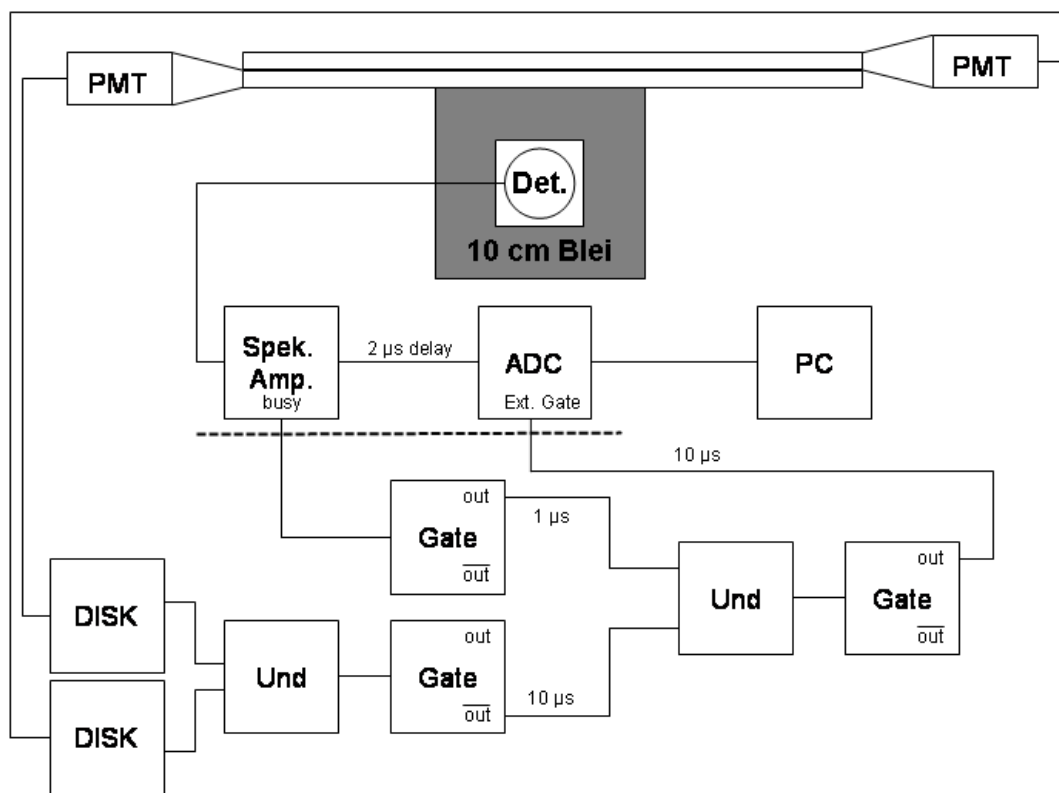 PMT
PMT
Det.
10 cm Blei
Spek.
Amp.
busy
2 µs delay
ADC
Ext. Gate
PC
10 µs
out
Gate
out
1 µs
Und
out
Gate
out
DISK
Und
out
Gate
out
10 µs
DISK